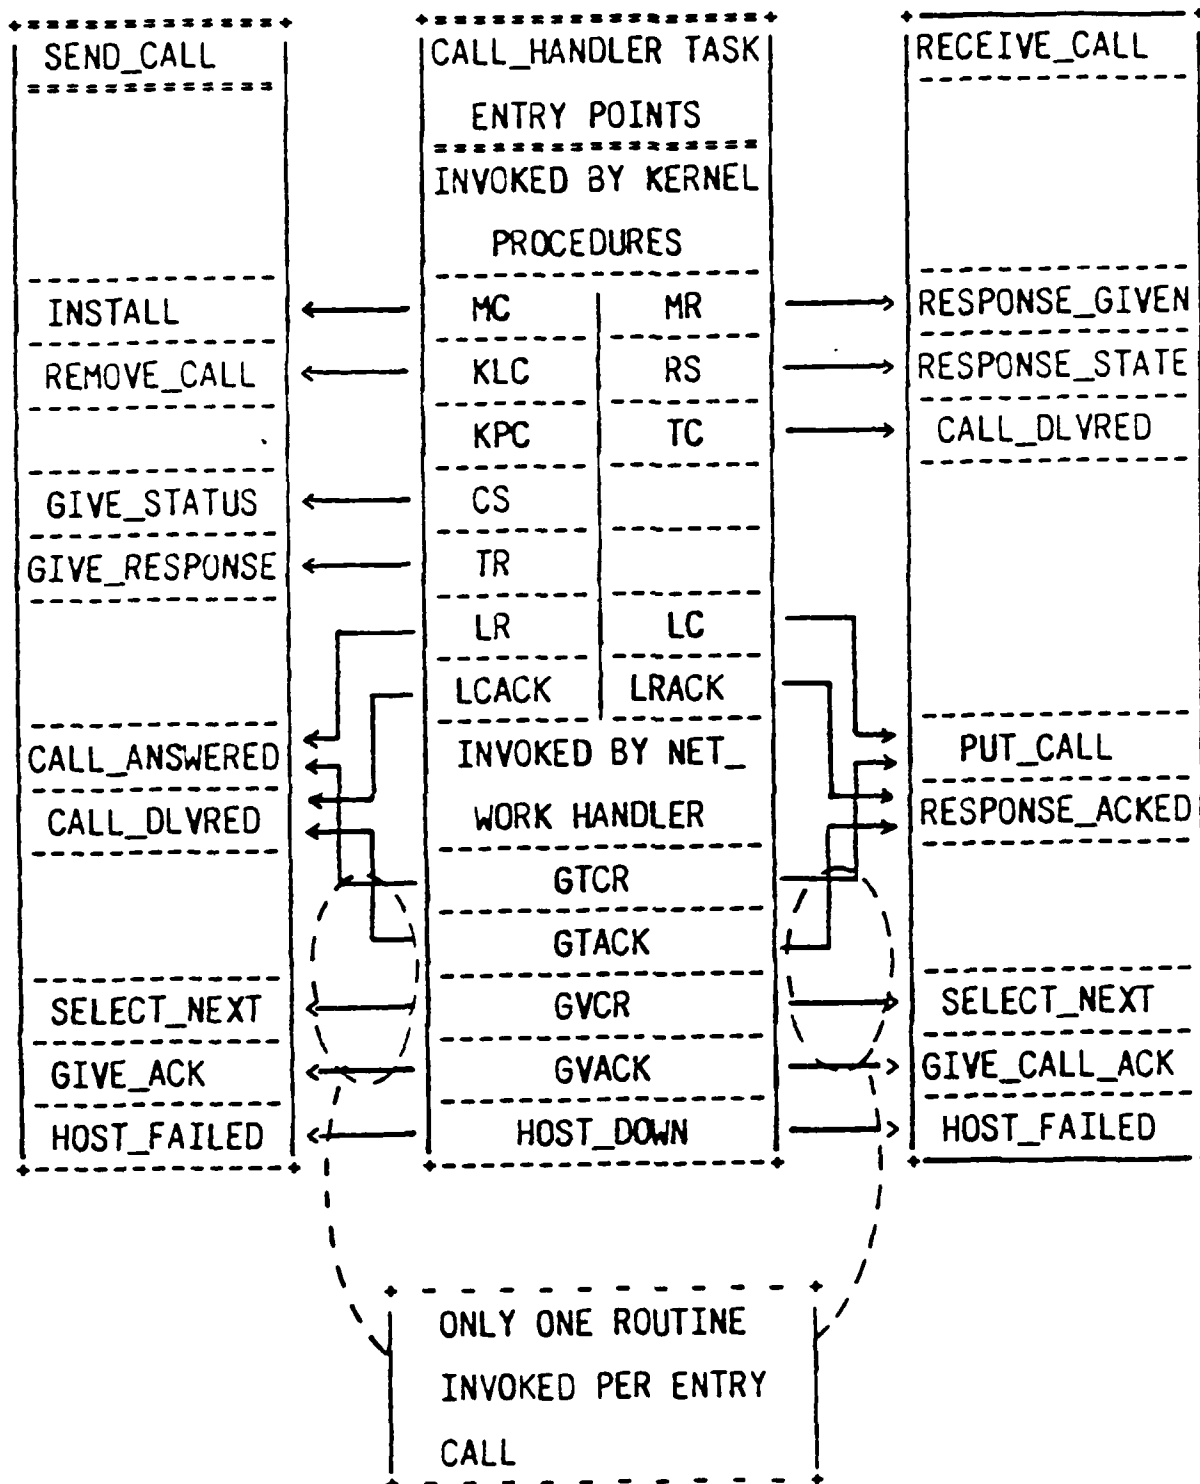 SEND_CALL
INSTALL
REMOVE_CALL
GIVE_STATUS
GIVE_RESPONSE
CALL_ANSWERED
CALL_DLVRED
SELECT_NEXT
GIVE_ACK
HOST_FAILED
CALL_HANDLER TASK
ENTRY POINTS
INVOKED BY KERNEL
PROCEDURES
MC MR
KLC RS
KPC TC
CS
TR
LR LC
LCACK LRACK
INVOKED BY NET_
WORK HANDLER
GTCR
GTACK
GVCR
GVACK
HOST_DOWN
RECEIVE_CALL
RESPONSE_GIVEN
RESPONSE_STATE
CALL_DLVRED
PUT_CALL
RESPONSE_ACKED
SELECT_NEXT
GIVE_CALL_ACK
HOST_FAILED
ONLY ONE ROUTINE
INVOKED PER ENTRY
CALL